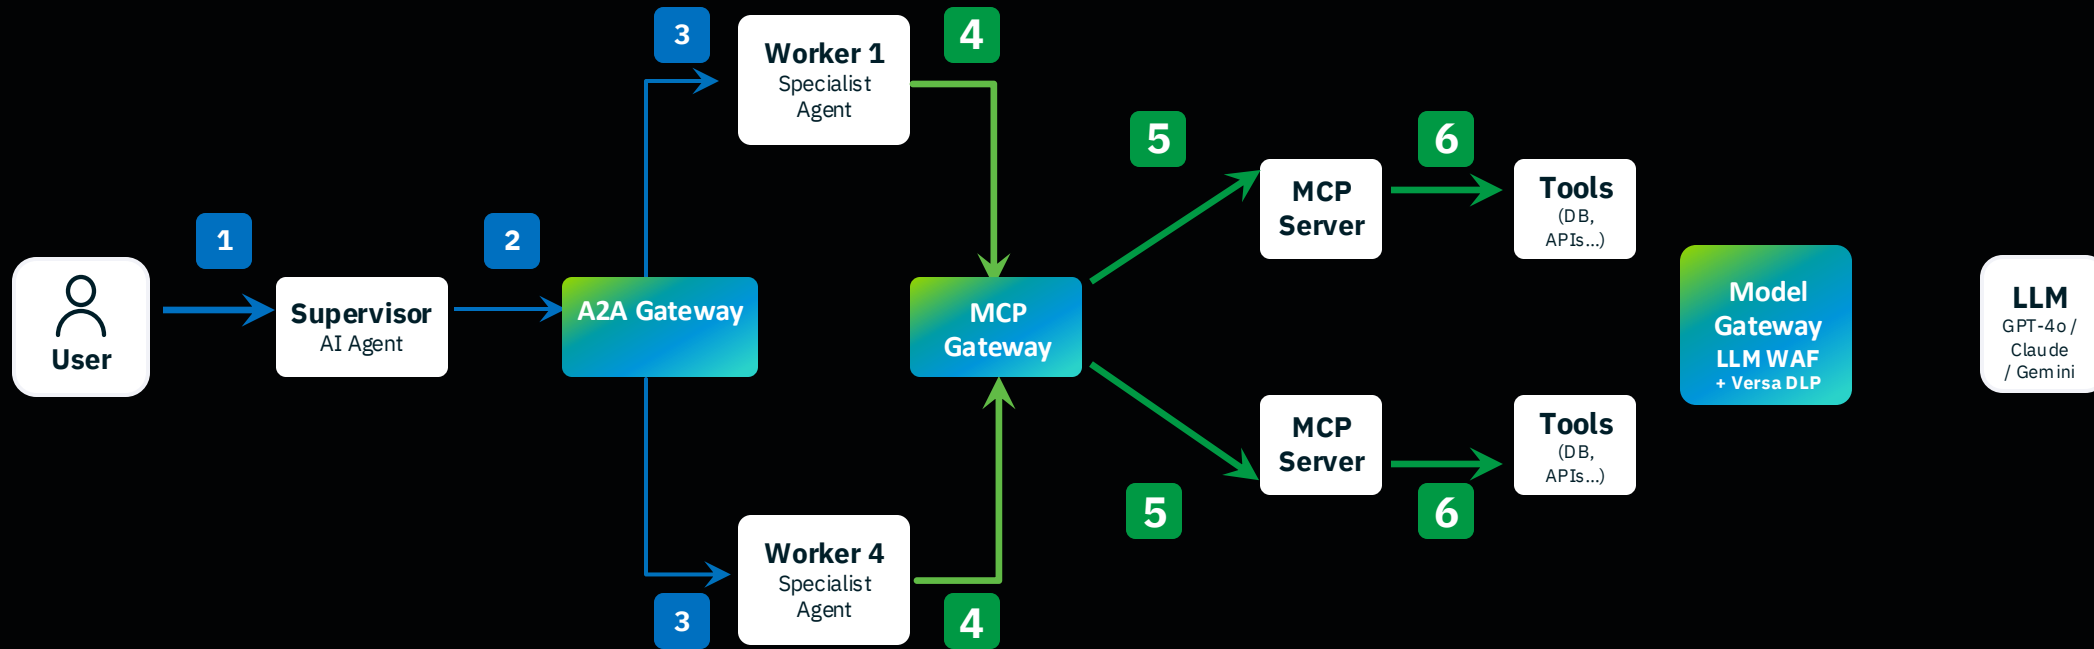 3
Worker 1
Specialist
Agent
4
5
6
MCP
Server
Tools
(DB,
APIs...)
1
2
User
Supervisor
AI Agent
A2A Gateway
MCP
Gateway
Model
Gateway
LLM WAF
+ Versa DLP
LLM
GPT-4o /
Claude
/ Gemini
MCP
Server
Tools
(DB,
APIs...)
5
6
Worker 4
Specialist
Agent
3
4